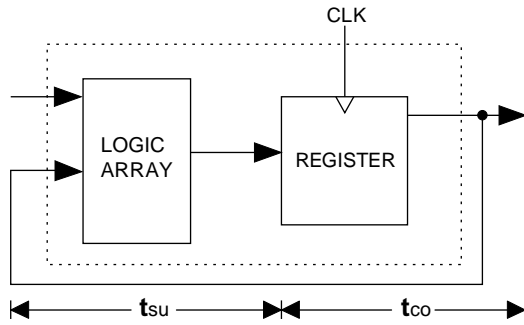 CLK
LOGIC
ARRAY
REGISTER
tsu
tco